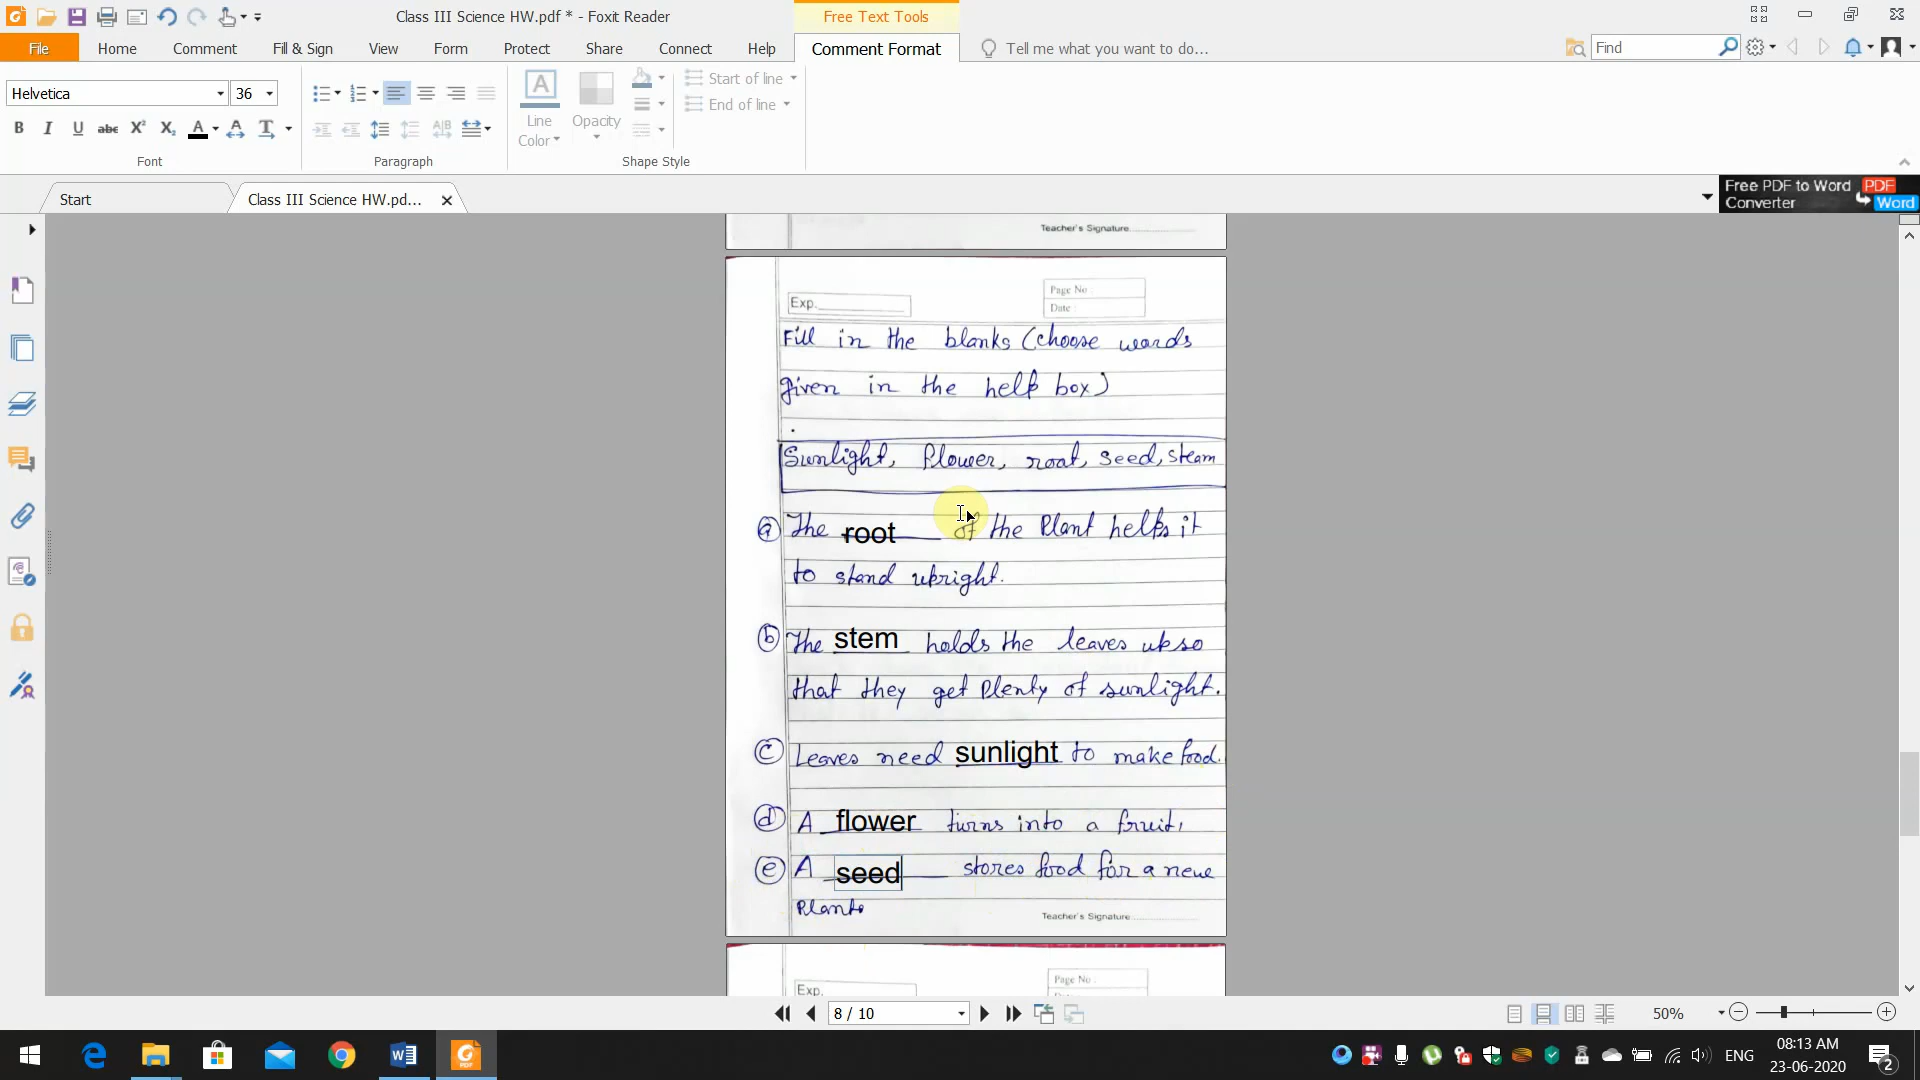 Class III Science HW.pdf * - Foxit Reader
Free Text Tools
File Home Comment Fill & Sign View Form Protect Share Connect Help Comment Format Tell me what you want to do... Find
Helvetica 36
Start of line
End of line
B I U abc X² X₂ A
Line Color
Opacity
Font Paragraph Shape Style
Start Class III Science HW.pd...
Free PDF to Word Converter PDF Word
Teacher's Signature
Page No :
Exp. Date :
Fill in the blanks (choose words
given in the help box)
Sunlight, flower, root, seed, steam
(a) The root of the Plant helps it
to stand upright.
(b) The stem holds the leaves up so
that they get plenty of sunlight.
(c) Leaves need sunlight to make food.
(d) A flower turns into a fruit,
(e) A seed stores food for a new
Plant.
Teacher's Signature
Page No :
Exp.
8 / 10
50%
ENG
08:13 AM
23-06-2020
2